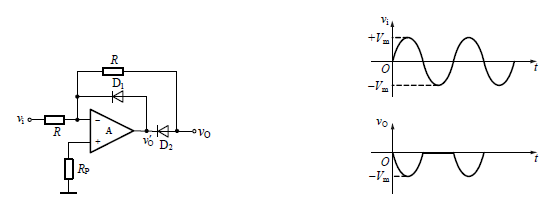 R
D₁
vᵢ
R
−
A
+
v′O
D₂
vO
RP
vᵢ
+Vm
O
t
−Vm
vO
O
t
−Vm